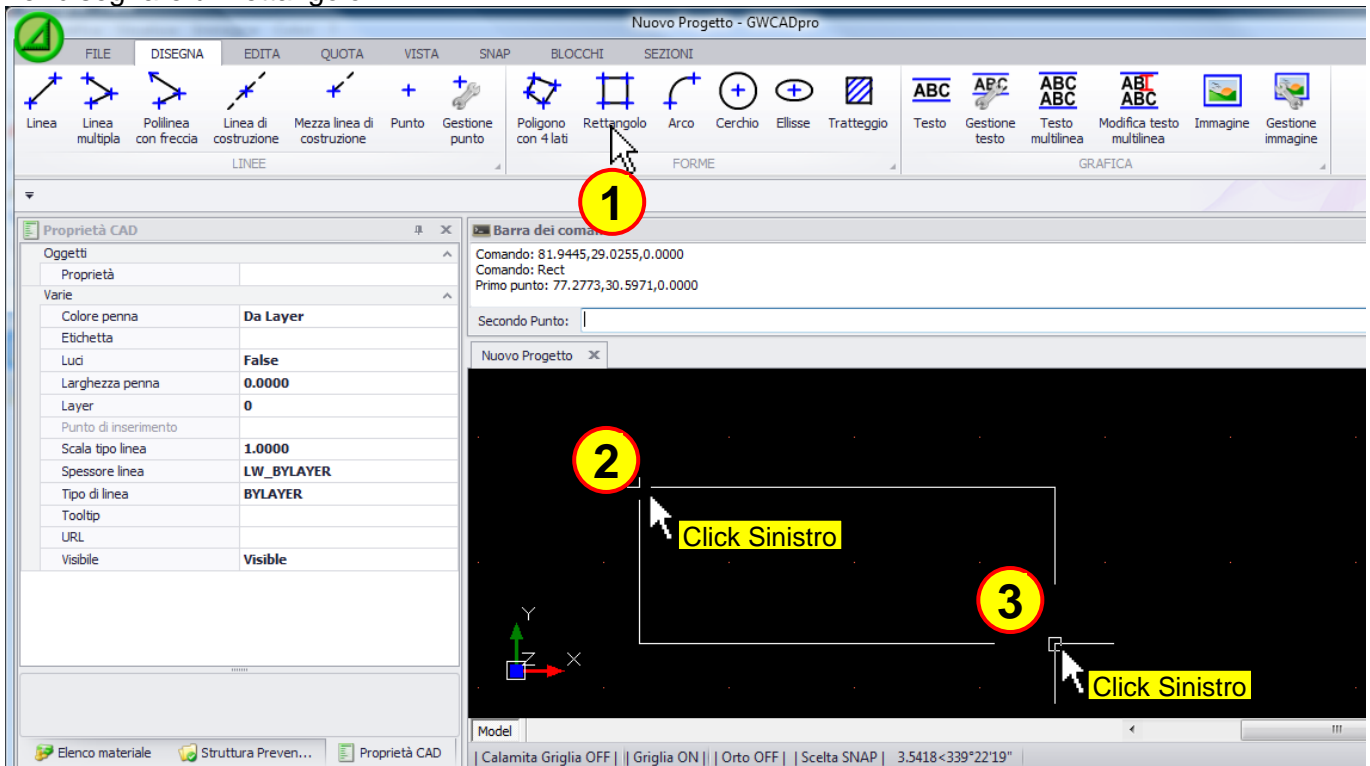 Nuovo Progetto - GWCADpro
FILE DISEGNA EDITA QUOTA VISTA SNAP BLOCCHI SEZIONI
Linea
Linea multipla
Polilinea con freccia
Linea di costruzione
Mezza linea di costruzione
Punto
Gestione punto
Poligono con 4 lati
Rettangolo
Arco
Cerchio
Ellisse
Tratteggio
ABC
Testo
ABC
Gestione testo
ABC
ABC
Testo multilinea
ABC
Modifica testo multilinea
Immagine
Gestione immagine
LINEE FORME GRAFICA
1
Proprietà CAD
Oggetti
Proprietà
Varie
Colore penna Da Layer
Etichetta
Luci False
Larghezza penna 0.0000
Layer 0
Punto di inserimento
Scala tipo linea 1.0000
Spessore linea LW_BYLAYER
Tipo di linea BYLAYER
Tooltip
URL
Visibile Visible
Elenco materiale Struttura Preven... Proprietà CAD
Barra dei
Comando: 81.9445,29.0255,0.0000
Comando: Rect
Primo punto: 77.2773,30.5971,0.0000
Secondo Punto:
Nuovo Progetto
2
Click Sinistro
3
Click Sinistro
Y
Z X
Model
| Calamita Griglia OFF | | Griglia ON | | Orto OFF | | Scelta SNAP | 3.5418<339°22'19"